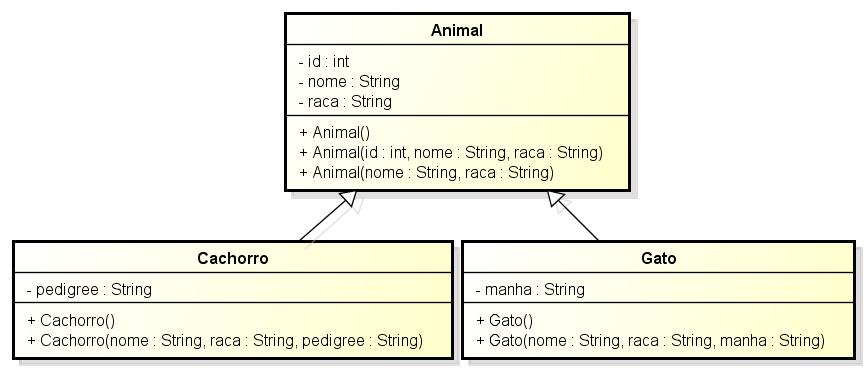 Animal
- id : int
- nome : String
- raca : String
+ Animal()
+ Animal(id : int, nome : String, raca : String)
+ Animal(nome : String, raca : String)
Cachorro
- pedigree : String
+ Cachorro()
+ Cachorro(nome : String, raca : String, pedigree : String)
Gato
- manha : String
+ Gato()
+ Gato(nome : String, raca : String, manha : String)